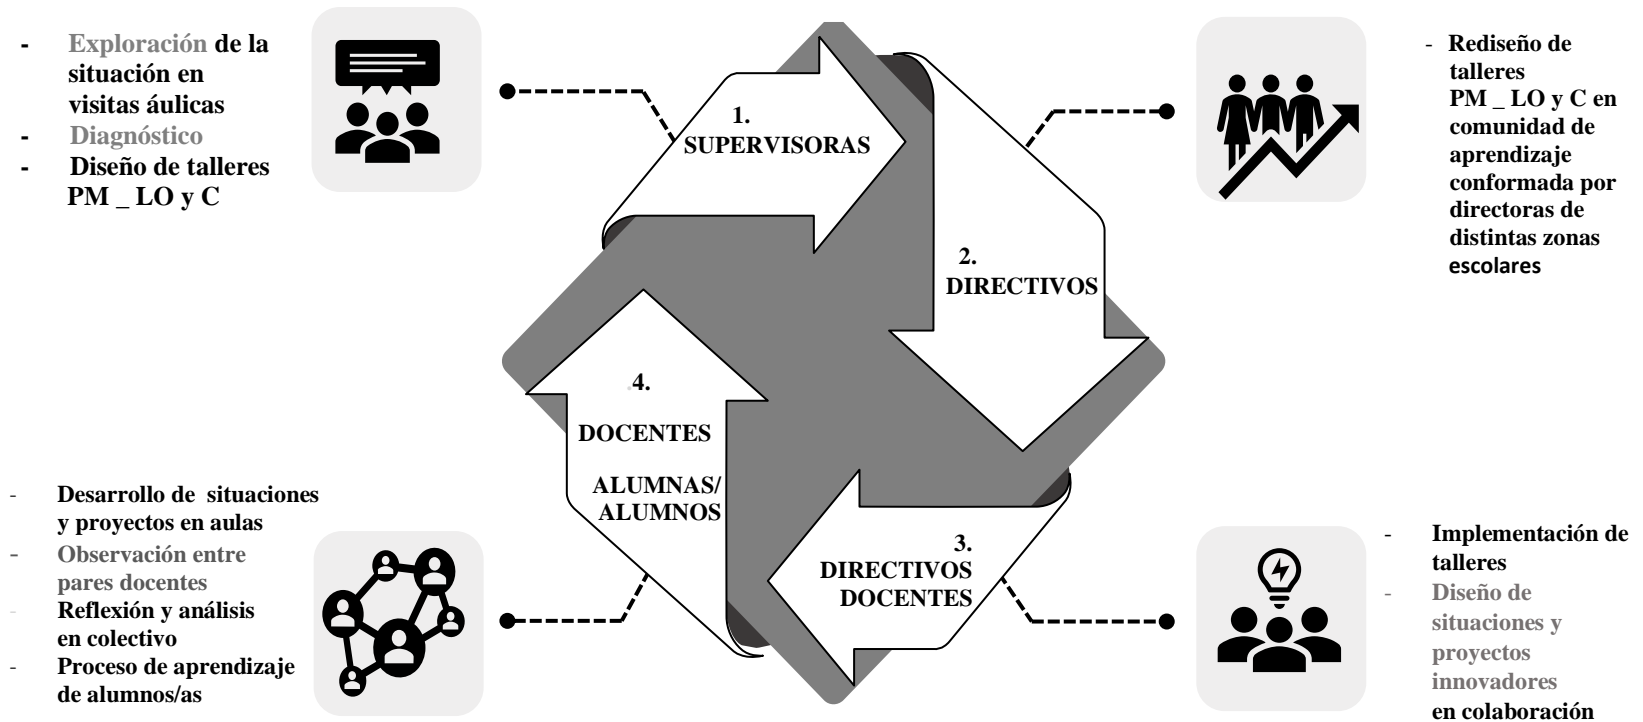 - Exploración de la
situación en
visitas áulicas
- Diagnóstico
- Diseño de talleres
PM _ LO y C
1.
SUPERVISORAS
- Rediseño de
talleres
PM _ LO y C en
comunidad de
aprendizaje
conformada por
directoras de
distintas zonas
escolares
2.
DIRECTIVOS
3.
DIRECTIVOS
DOCENTES
- Implementación de
talleres
- Diseño de
situaciones y
proyectos
innovadores
en colaboración
.4.
DOCENTES
ALUMNAS/
ALUMNOS
- Desarrollo de situaciones
y proyectos en aulas
- Observación entre
pares docentes
- Reflexión y análisis
en colectivo
- Proceso de aprendizaje
de alumnos/as